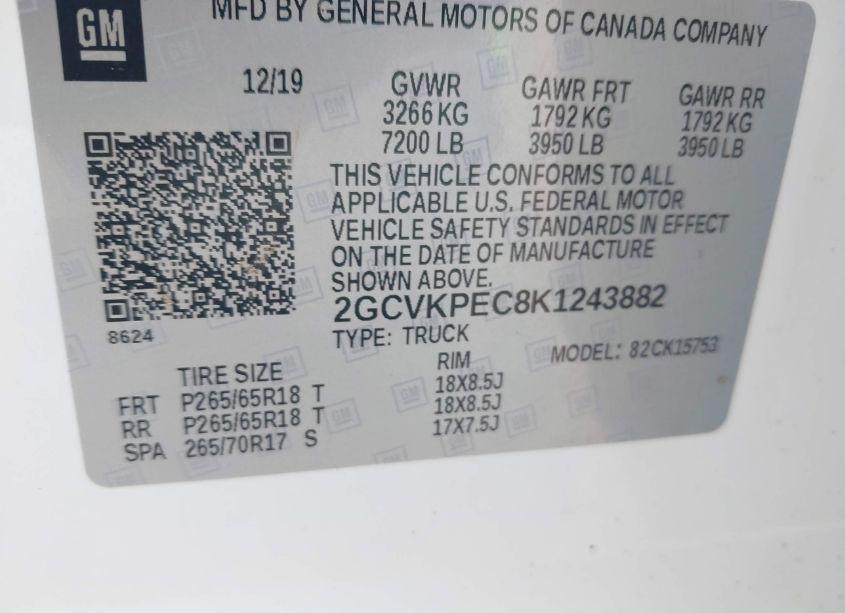 GM
MFD BY GENERAL MOTORS OF CANADA COMPANY
12/19 GVWR GAWR FRT GAWR RR
3266 KG 1792 KG 1792 KG
7200 LB 3950 LB 3950 LB
THIS VEHICLE CONFORMS TO ALL
APPLICABLE U.S. FEDERAL MOTOR
VEHICLE SAFETY STANDARDS IN EFFECT
ON THE DATE OF MANUFACTURE
SHOWN ABOVE.
2GCVKPEC8K1243882
8624
TYPE: TRUCK
MODEL: 82CK15753
TIRE SIZE RIM
FRT P265/65R18 T 18X8.5J
RR P265/65R18 T 18X8.5J
SPA 265/70R17 S 17X7.5J